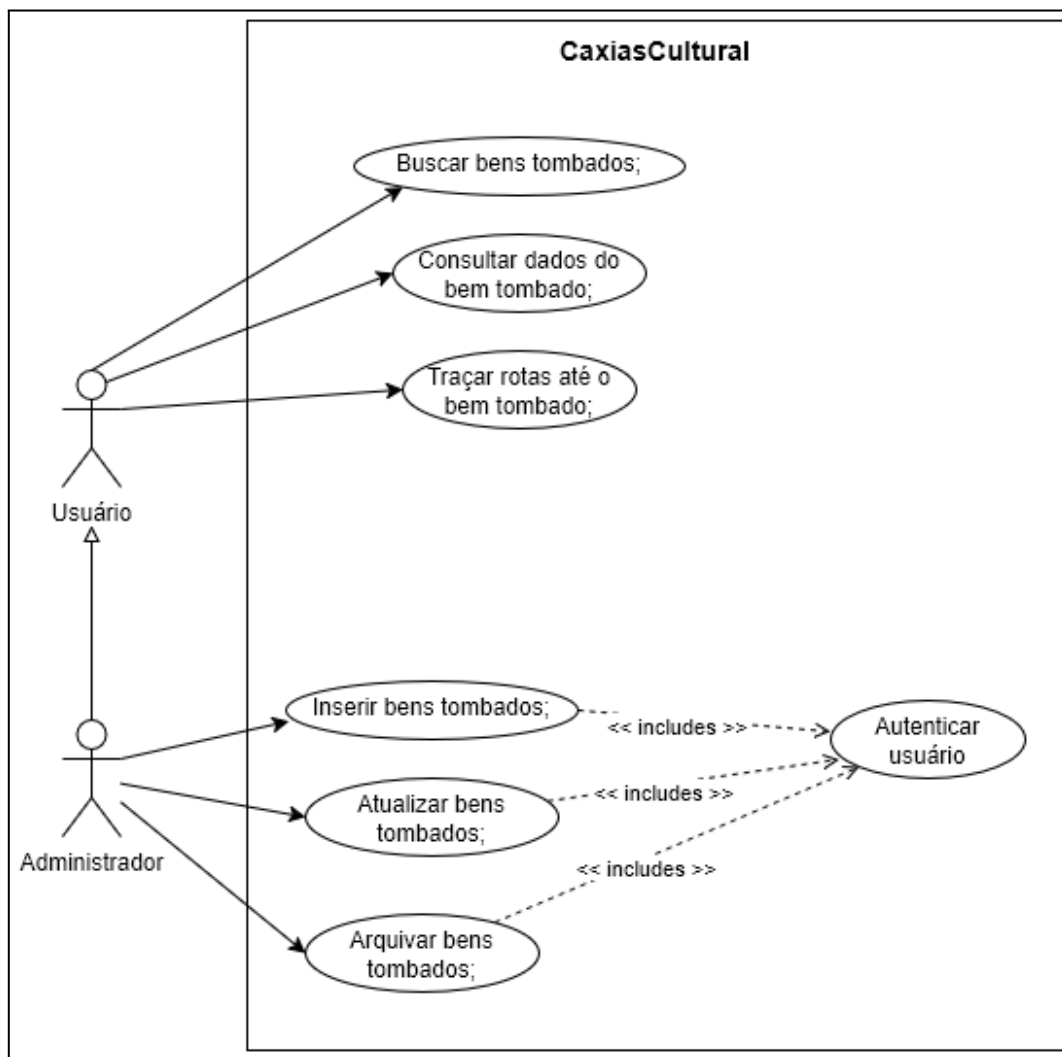 CaxiasCultural
Buscar bens tombados;
Consultar dados do
bem tombado;
Traçar rotas até o
bem tombado;
Usuário
Inserir bens tombados;
<< includes >>
Autenticar
usuário
Atualizar bens
tombados;
<< includes >>
Administrador
<< includes >>
Arquivar bens
tombados;